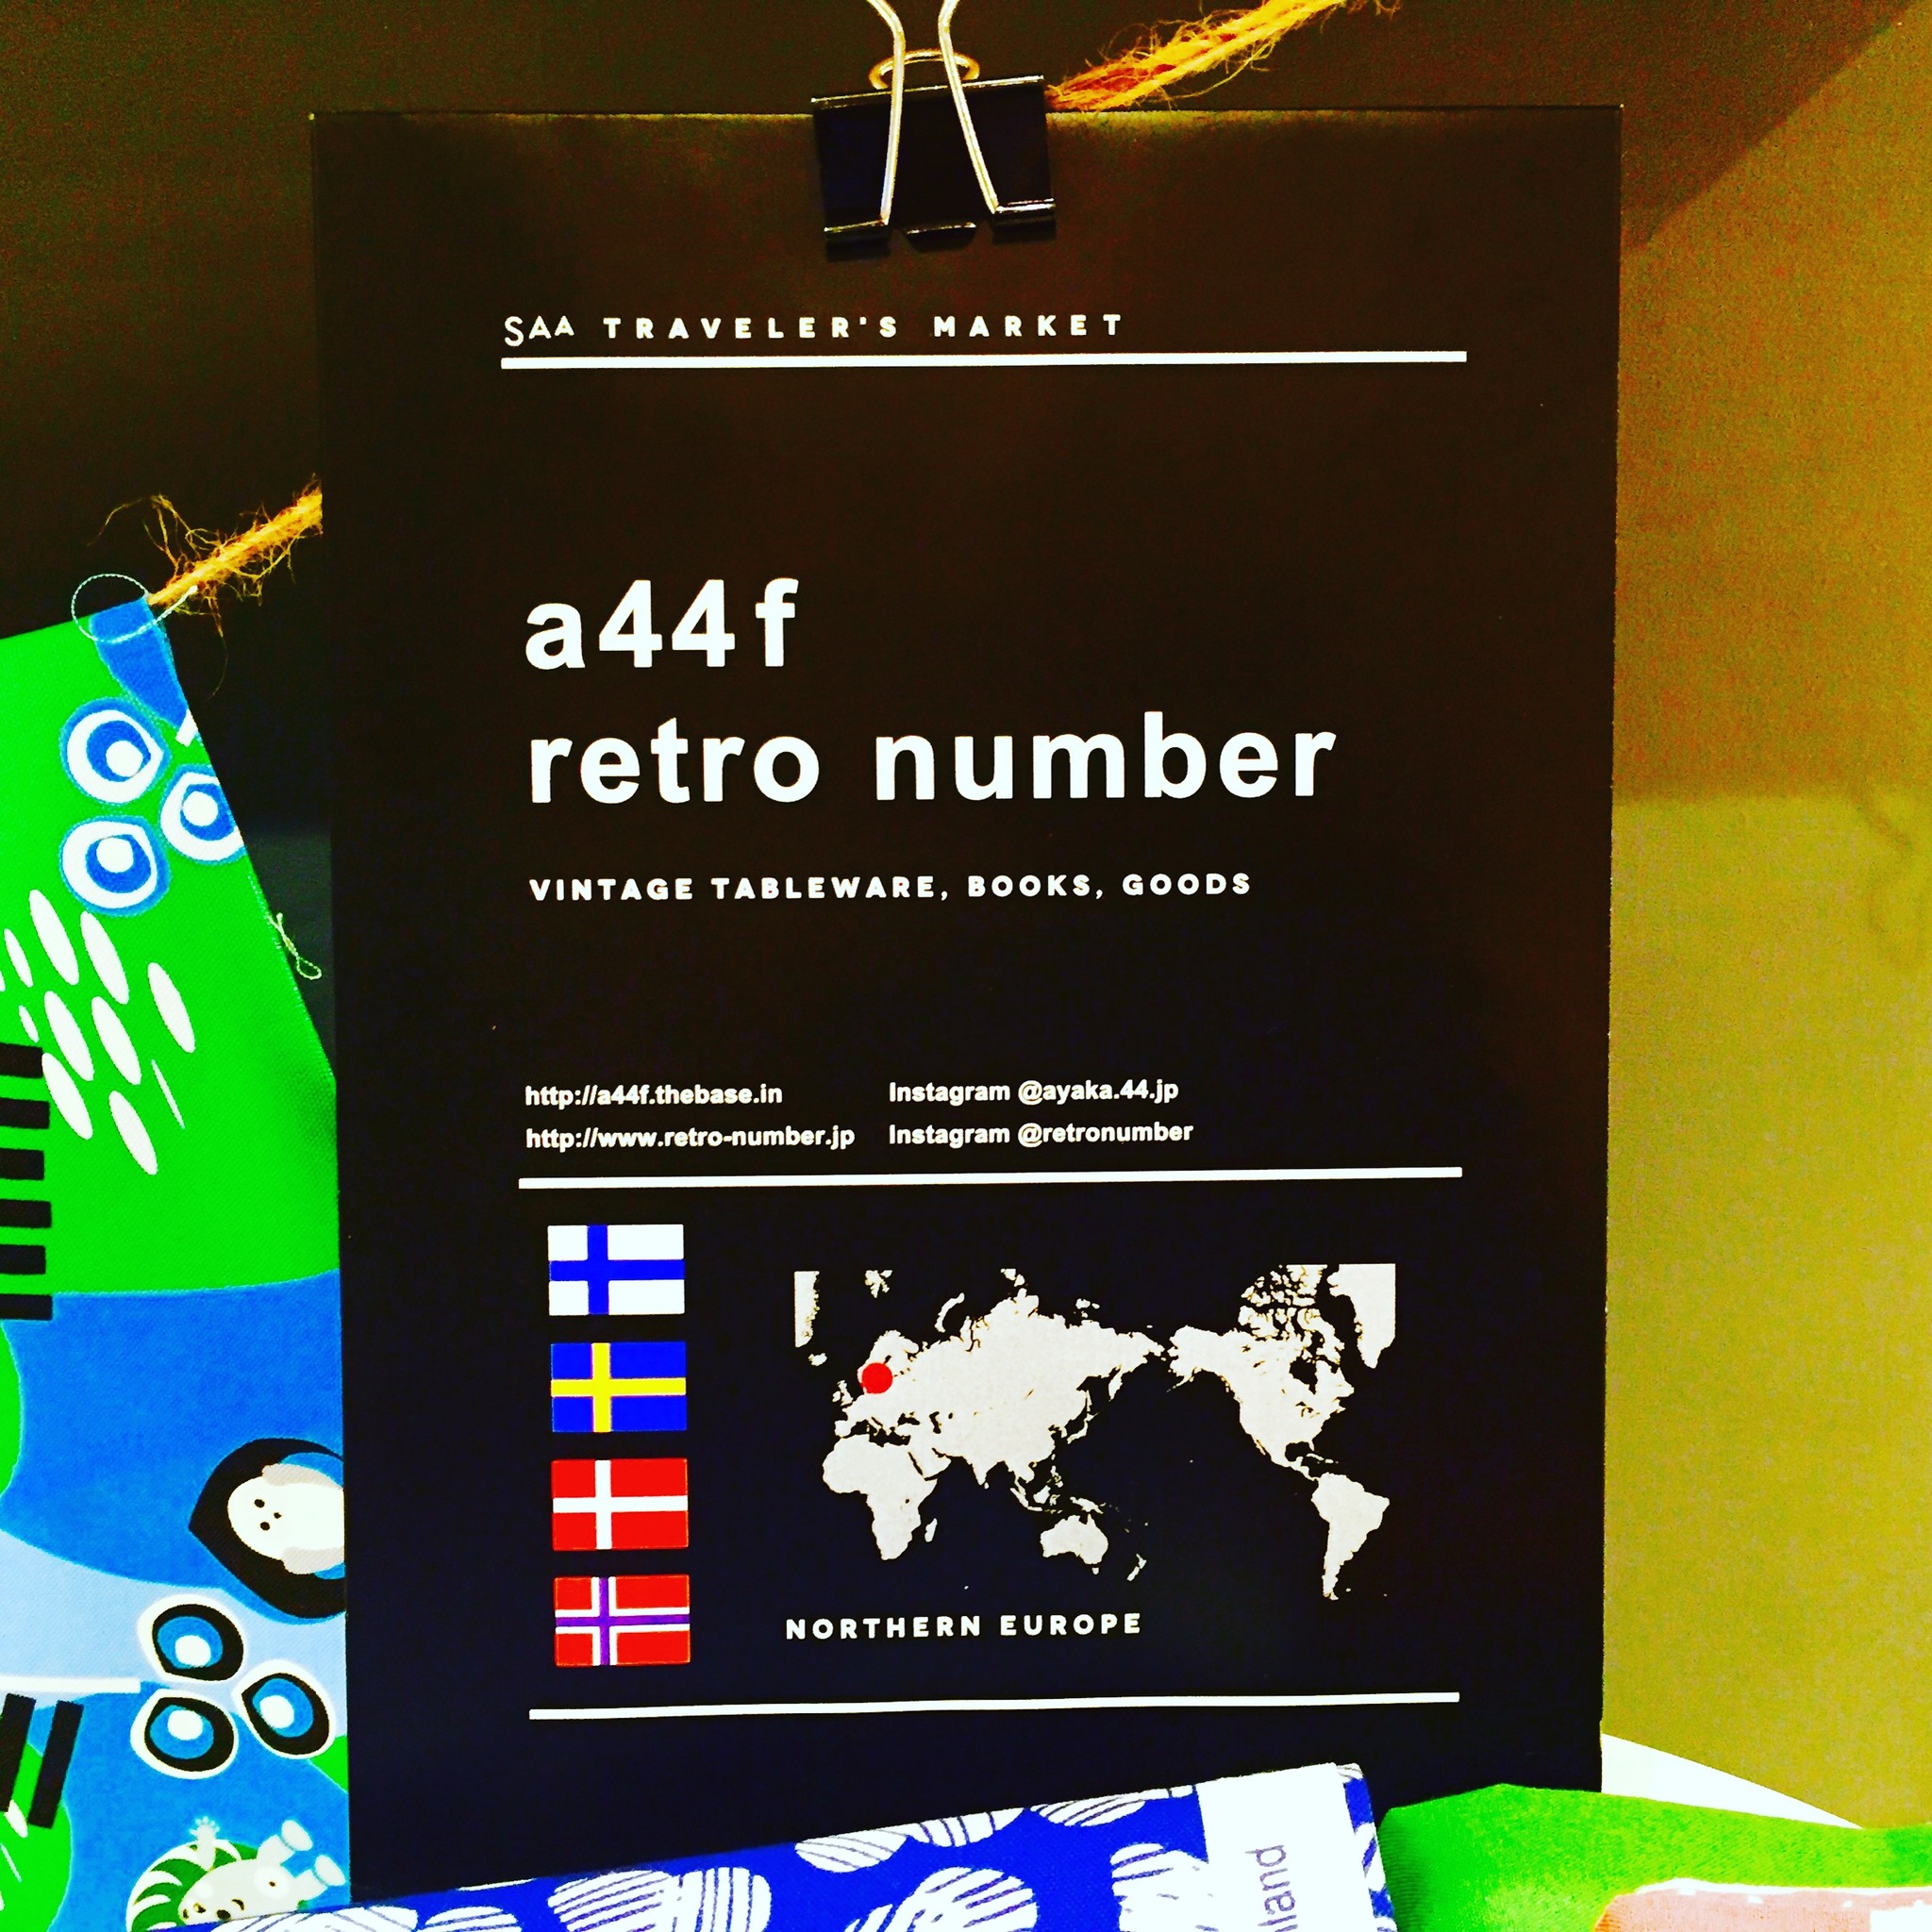 SAA TRAVELER'S MARKET
a44f
retro number
VINTAGE TABLEWARE, BOOKS, GOODS
http://a44f.thebase.in Instagram @ayaka.44.jp
http://www.retro-number.jp Instagram @retronumber
NORTHERN EUROPE